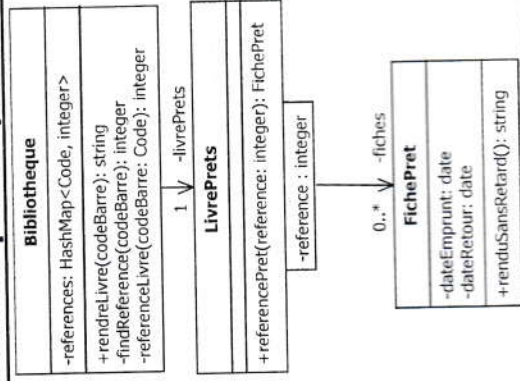 Bibliotheque
-references: HashMap<Code, integer>
+rendreLivre(codeBarre): string
-findReference(codeBarre): integer
-referenceLivre(codeBarre: Code): integer
1 -livrePrets
LivrePrets
+referencePret(reference: integer): FichePret
-reference : integer
0..* -fiches
FichePret
-dateEmprunt: date
-dateRetour: date
+renduSansRetard(): string